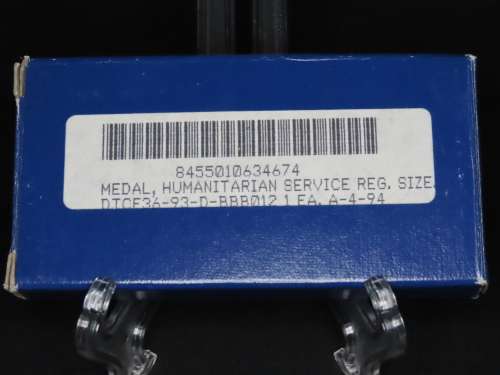 8455010634674
MEDAL, HUMANITARIAN SERVICE REG. SIZE
DTCF36-93-D-BBB012 1 EA. A-4-94